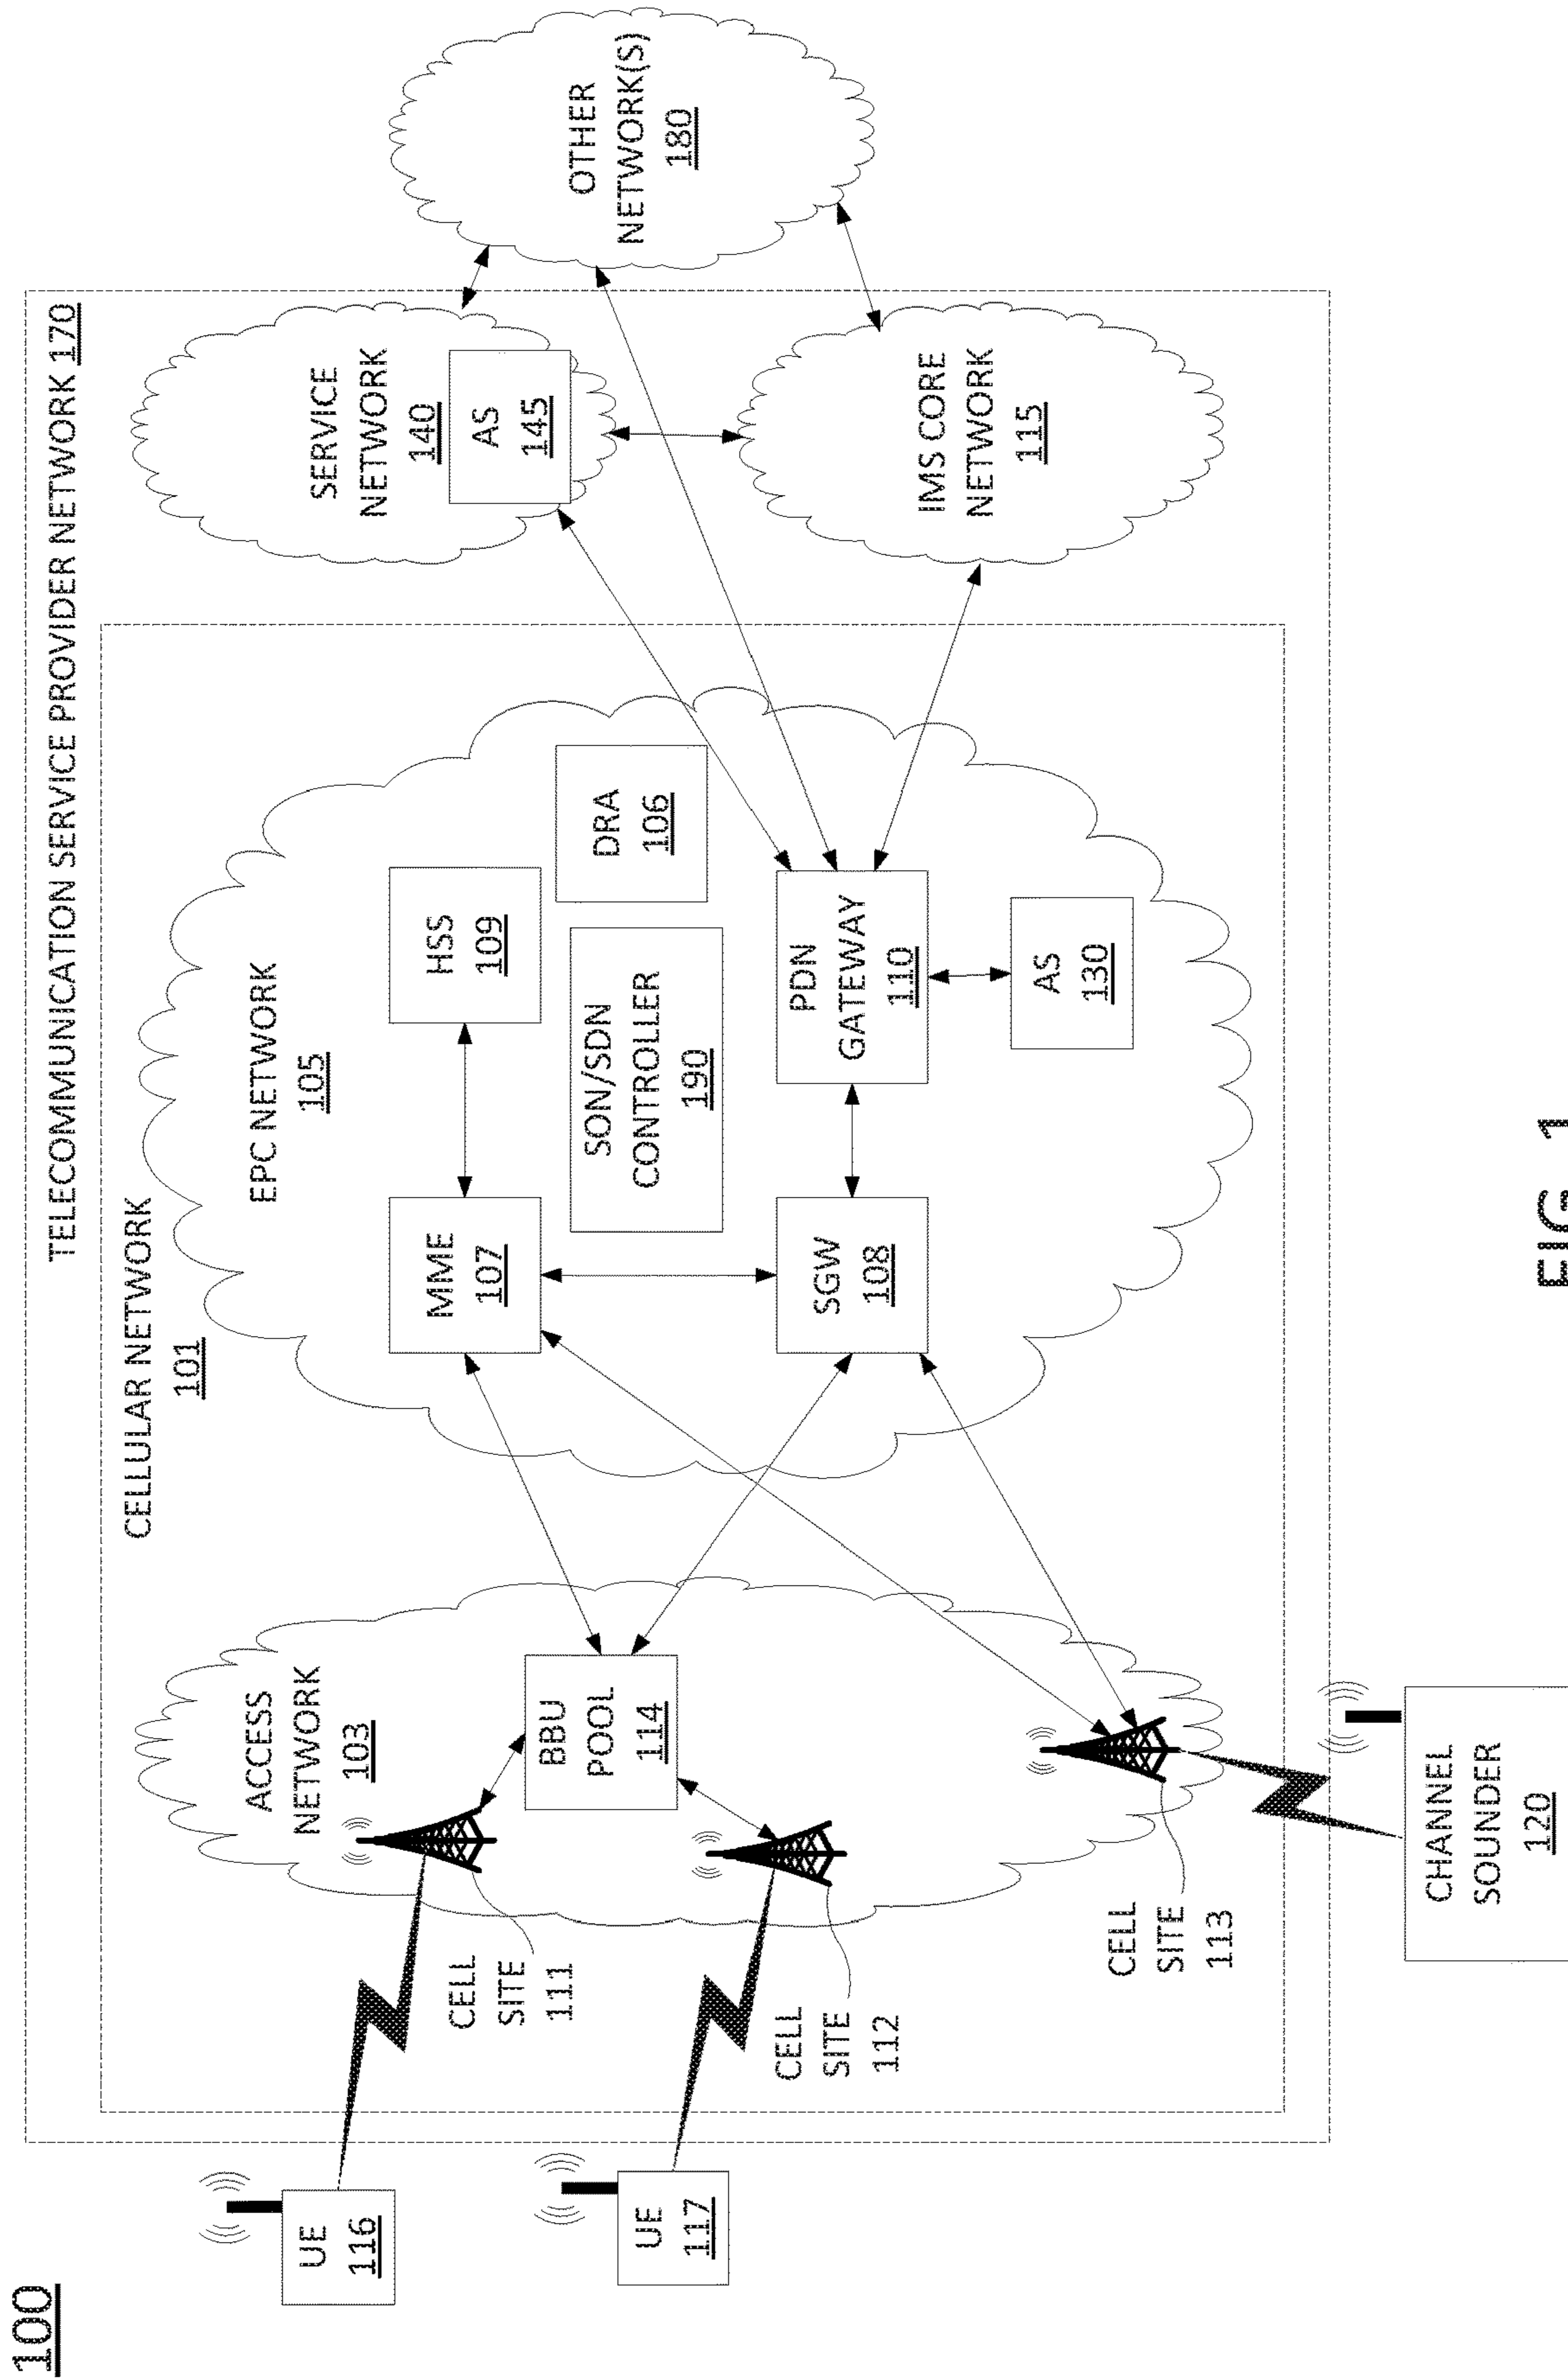 100
TELECOMMUNICATION SERVICE PROVIDER NETWORK 170
CELLULAR NETWORK
101
ACCESS
NETWORK
103
EPC NETWORK
105
SERVICE
NETWORK
140
AS
145
OTHER
NETWORK(S)
180
UE
116
UE
117
CELL
SITE
111
CELL
SITE
112
CELL
SITE
113
BBU
POOL
114
MME
107
HSS
109
SON/SDN
CONTROLLER
190
DRA
106
SGW
108
PDN
GATEWAY
110
AS
130
IMS CORE
NETWORK
115
CHANNEL
SOUNDER
120
FIG. 1